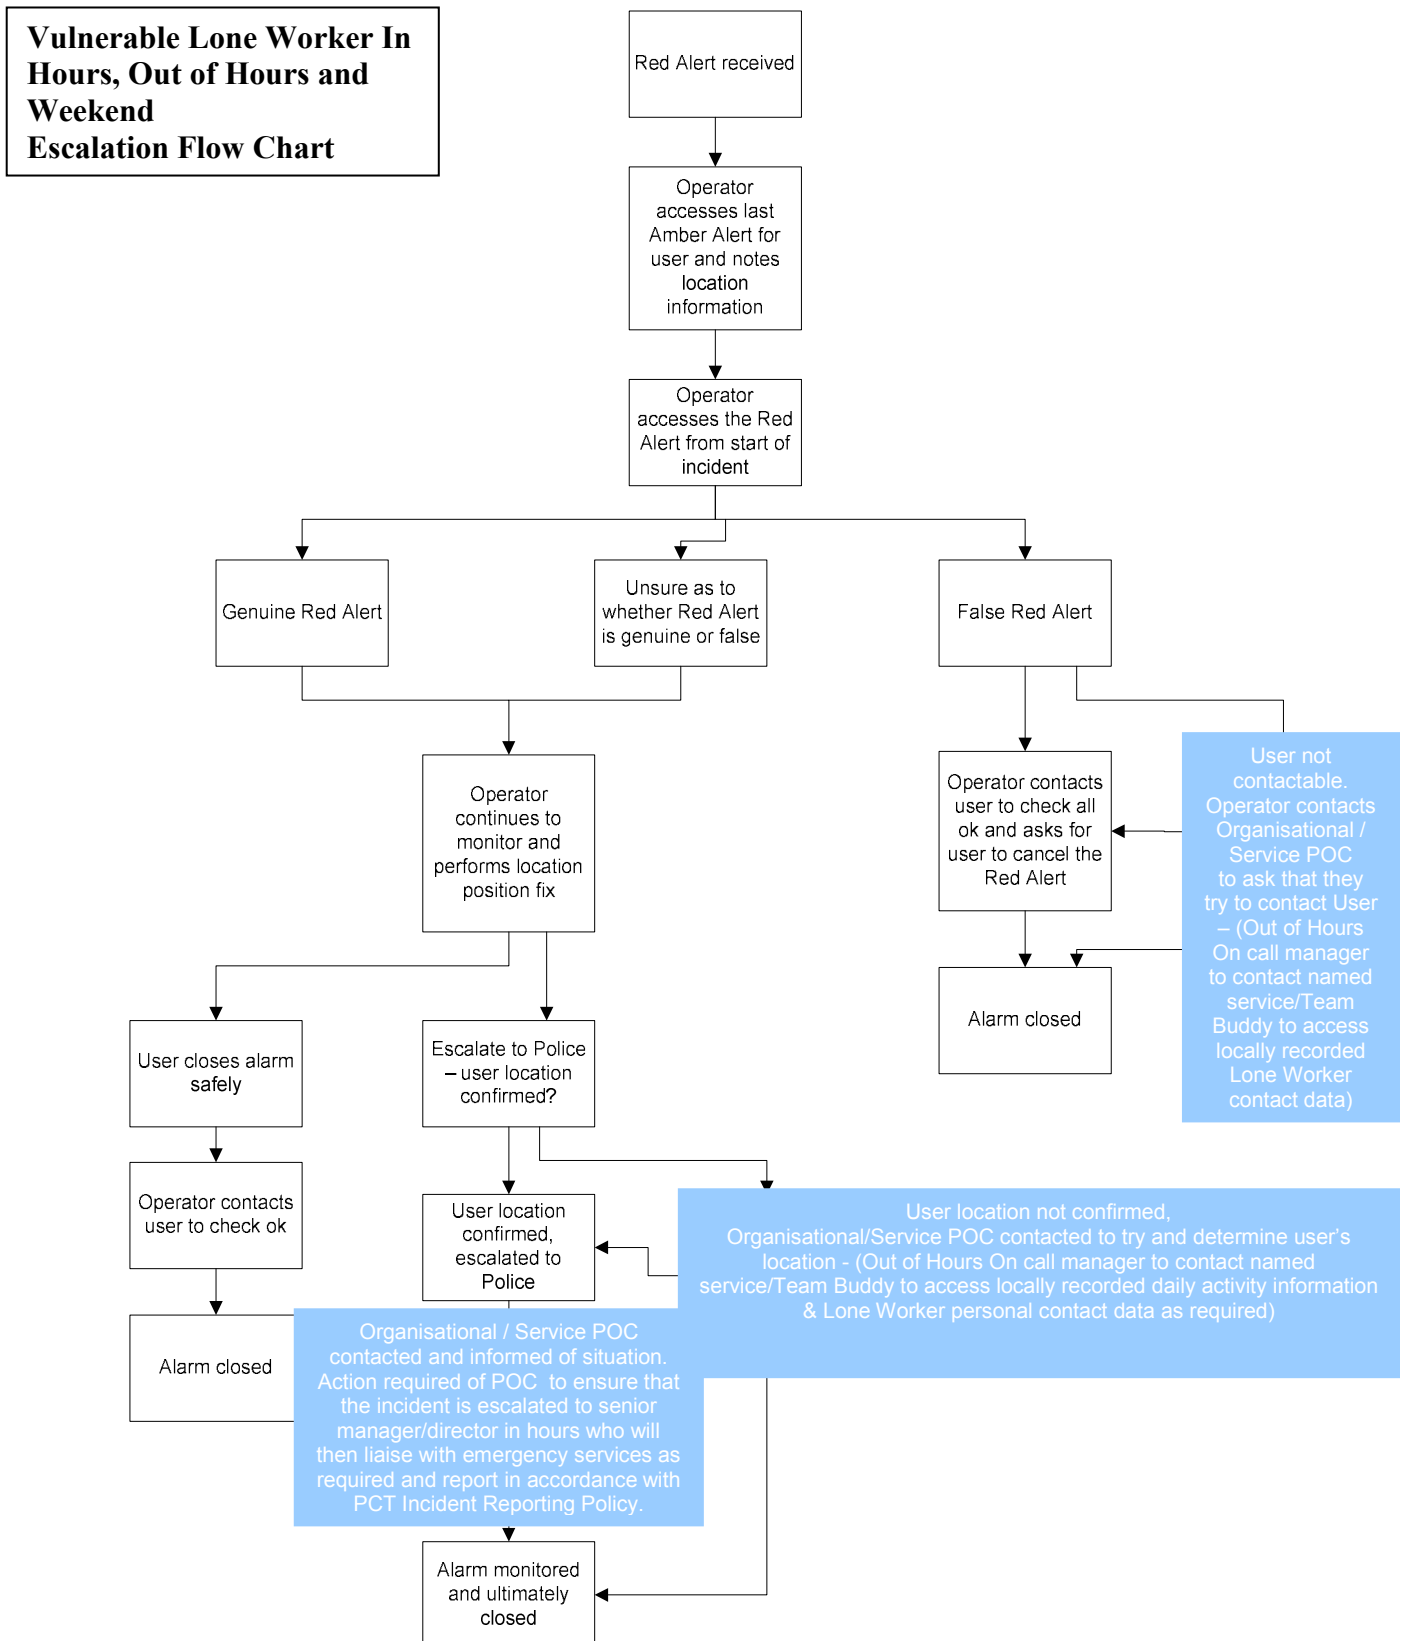 Vulnerable Lone Worker In
Hours, Out of Hours and
Weekend
Escalation Flow Chart
Red Alert received
Operator
accesses last
Amber Alert for
user and notes
location
information
Operator
accesses the Red
Alert from start of
incident
Genuine Red Alert
Unsure as to
whether Red Alert
is genuine or false
False Red Alert
Operator
continues to
monitor and
performs location
position fix
Operator contacts
user to check all
ok and asks for
user to cancel the
Red Alert
User not
contactable.
Operator contacts
Organisational /
Service POC
to ask that they
try to contact User
– (Out of Hours
On call manager
to contact named
service/Team
Buddy to access
locally recorded
Lone Worker
contact data)
Alarm closed
User closes alarm
safely
Escalate to Police
– user location
confirmed?
Operator contacts
user to check ok
User location
confirmed,
escalated to
Police
User location not confirmed,
Organisational/Service POC contacted to try and determine user's
location - (Out of Hours On call manager to contact named
service/Team Buddy to access locally recorded daily activity information
& Lone Worker personal contact data as required)
Alarm closed
Organisational / Service POC
contacted and informed of situation.
Action required of POC  to ensure that
the incident is escalated to senior
manager/director in hours who will
then liaise with emergency services as
required and report in accordance with
PCT Incident Reporting Policy.
Alarm monitored
and ultimately
closed